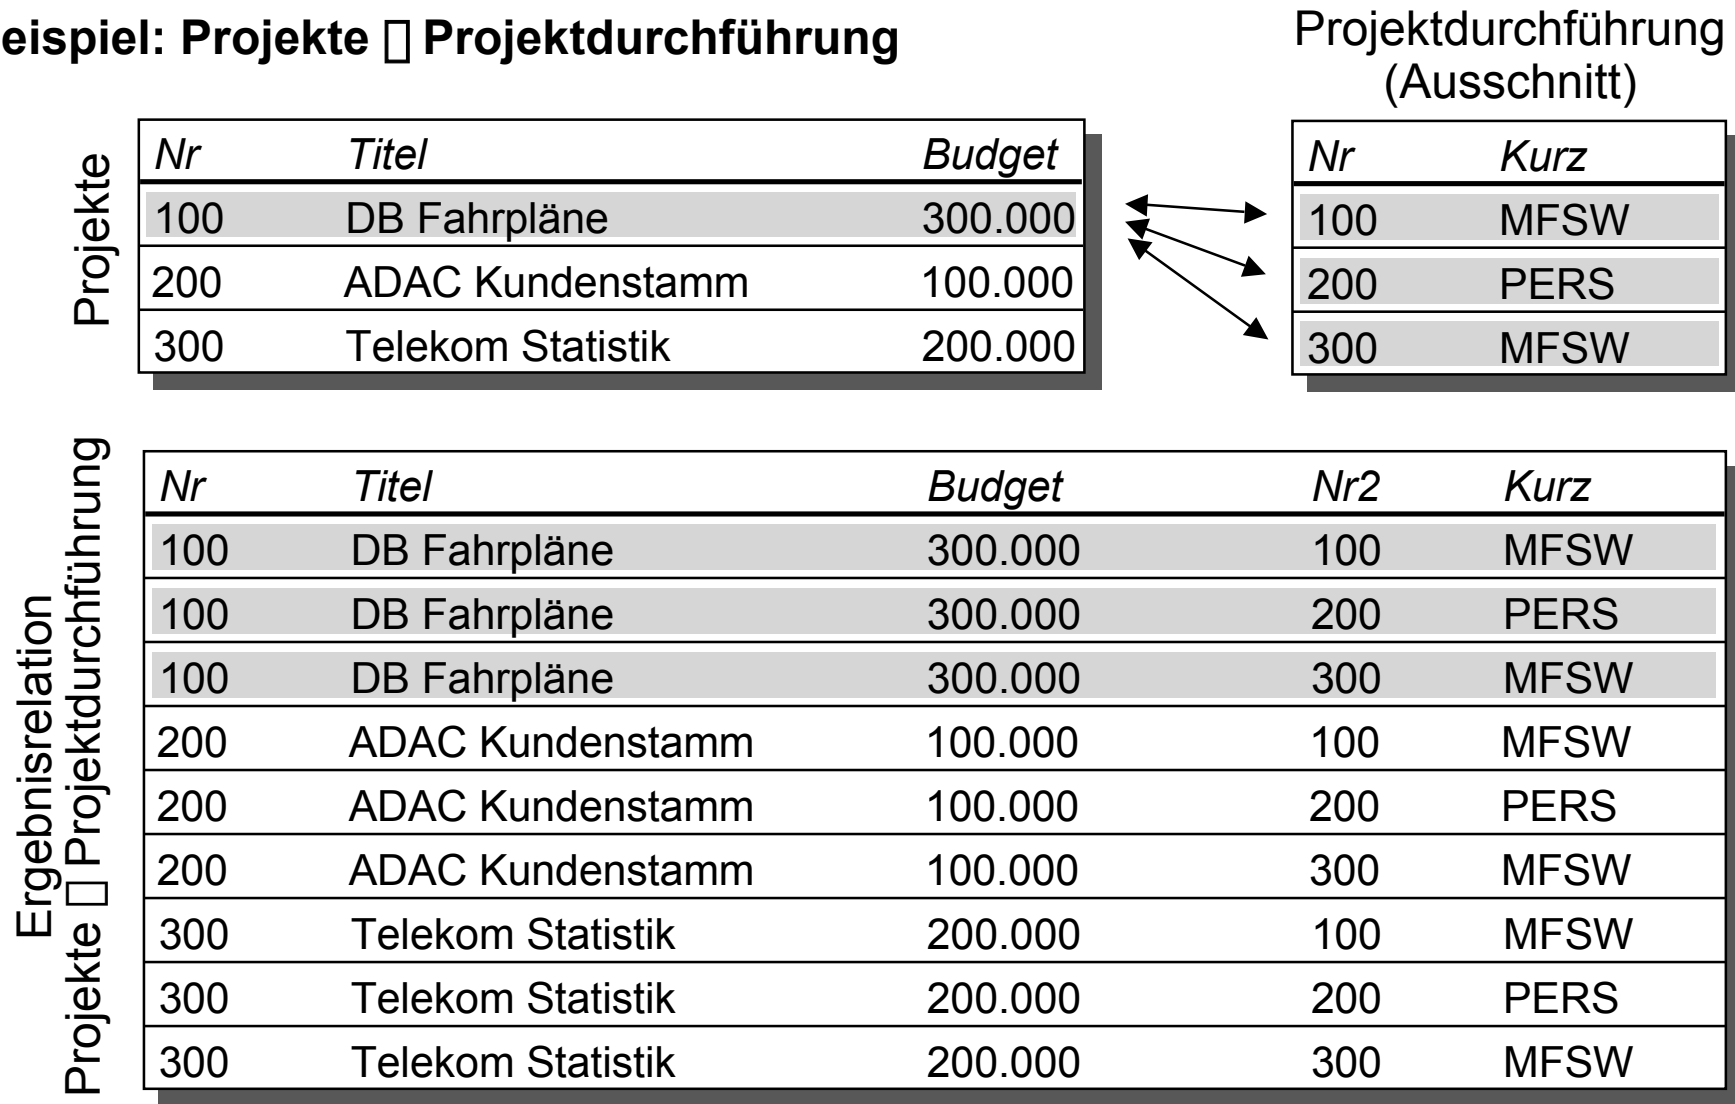 eispiel: Projekte ▯ Projektdurchführung
Projektdurchführung
(Ausschnitt)
Projekte
Nr Titel Budget
100 DB Fahrpläne 300.000
200 ADAC Kundenstamm 100.000
300 Telekom Statistik 200.000
Nr Kurz
100 MFSW
200 PERS
300 MFSW
Ergebnisrelation
Projekte ▯ Projektdurchführung
Nr Titel Budget Nr2 Kurz
100 DB Fahrpläne 300.000 100 MFSW
100 DB Fahrpläne 300.000 200 PERS
100 DB Fahrpläne 300.000 300 MFSW
200 ADAC Kundenstamm 100.000 100 MFSW
200 ADAC Kundenstamm 100.000 200 PERS
200 ADAC Kundenstamm 100.000 300 MFSW
300 Telekom Statistik 200.000 100 MFSW
300 Telekom Statistik 200.000 200 PERS
300 Telekom Statistik 200.000 300 MFSW